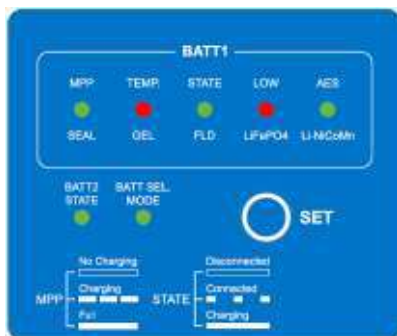 BATT1
MPP TEMP. STATE LOW AES
SEAL GEL FLD LiFePO4 Li-NiCoMn
BATT2 BATT SEL.
STATE MODE
SET
No Charging Disconnected
Charging Connected
MPP STATE
Full Charging